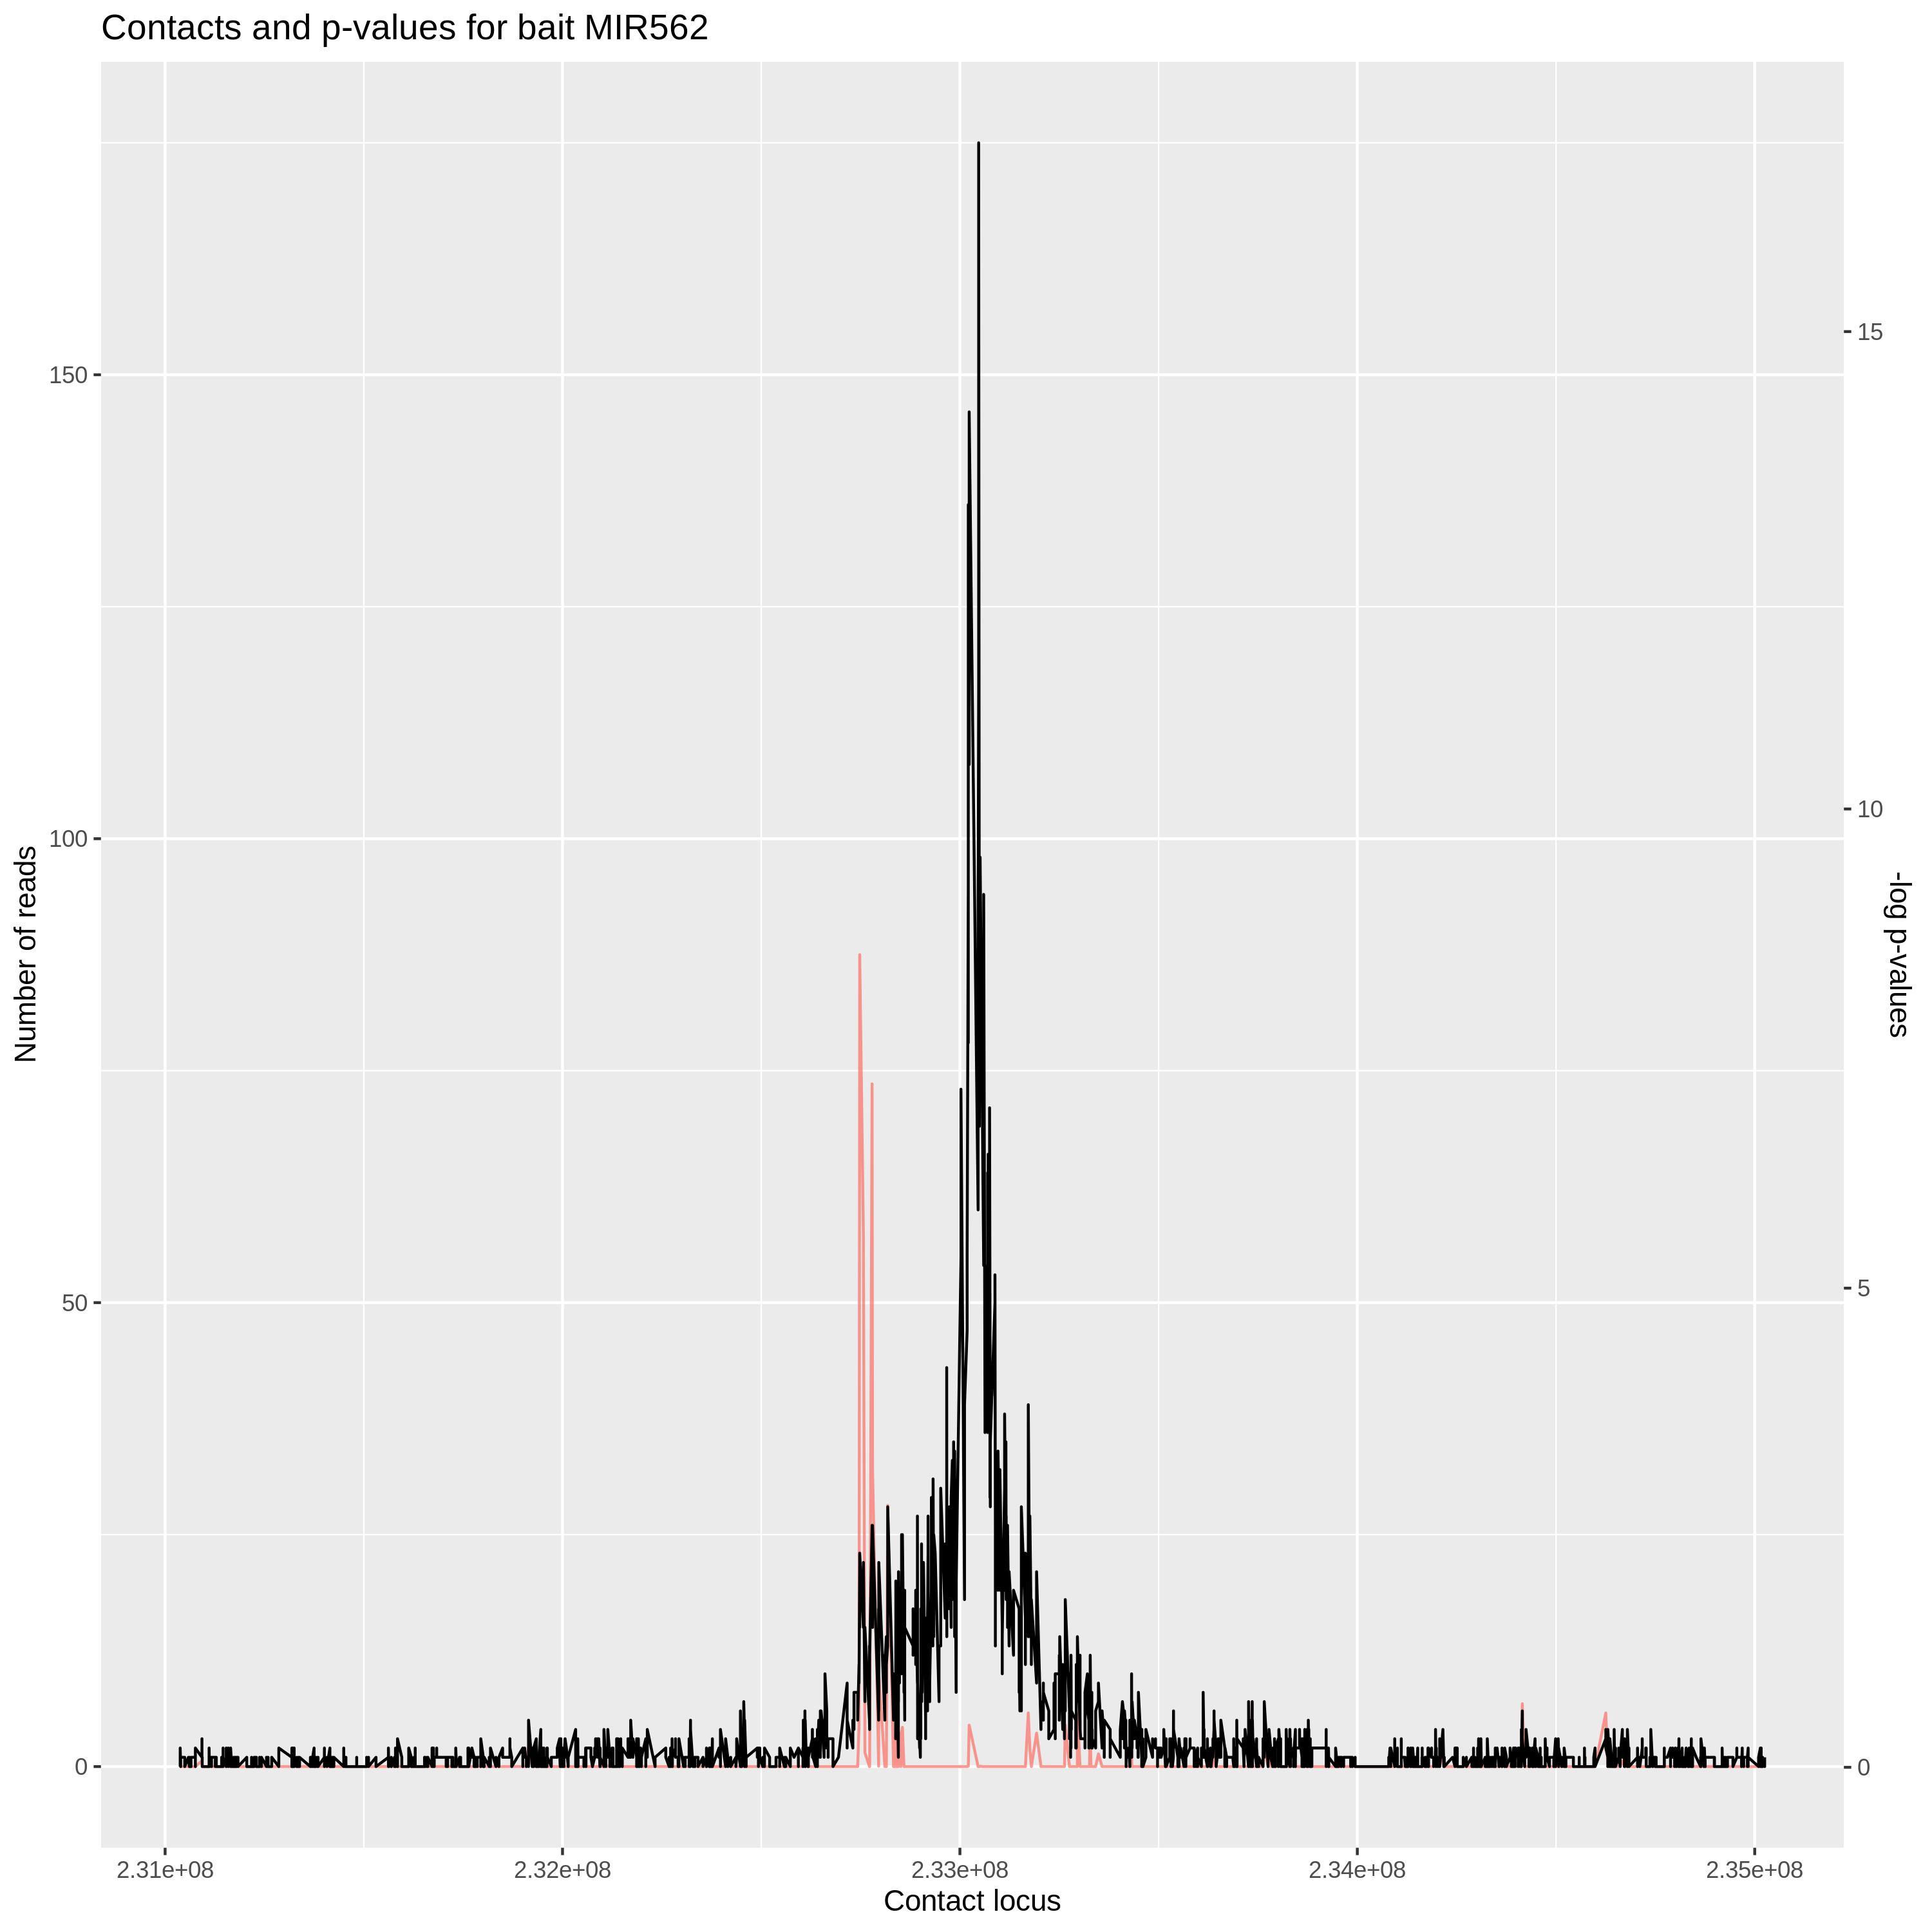 Contacts and p-values for bait MIR562
Number of reads
150
100
50
0
15
10
5
0
-log p-values
2.31e+08
2.32e+08
2.33e+08
2.34e+08
2.35e+08
Contact locus